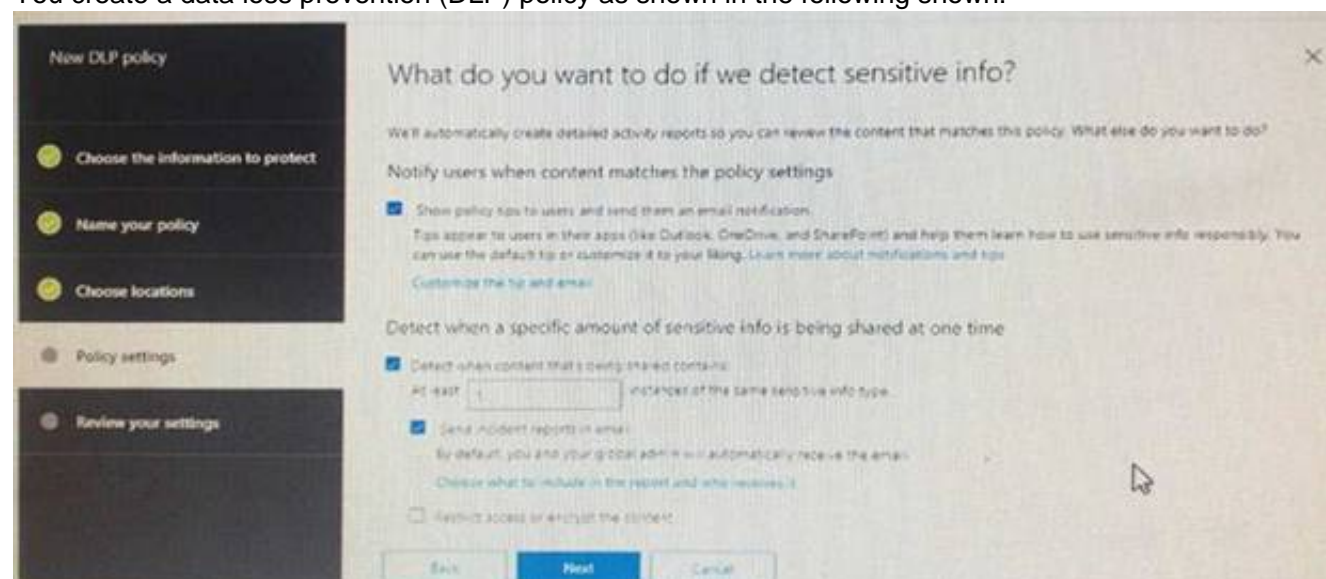 You create a data loss prevention (DLP) policy as shown in the following shown:
New DLP policy
Choose the information to protect
Name your policy
Choose locations
Policy settings
Review your settings
What do you want to do if we detect sensitive info?
We'll automatically create detailed activity reports so you can review the content that matches this policy. What else do you want to do?
Notify users when content matches the policy settings
Show policy tips to users and send them an email notification.
Tips appear to users in their apps (like Outlook, OneDrive, and SharePoint) and help them learn how to use sensitive info responsibly. You
can use the default tip or customize it to your liking. Learn more about notifications and tips
Customize the tip and email
Detect when a specific amount of sensitive info is being shared at one time
Detect when content that's being shared contains:
At least 1 instances of the same sensitive info type.
Send incident reports in email
By default, you and your global admin will automatically receive the email.
Choose what to include in the report and who receives it
Restrict access or encrypt the content
Back
Next
Cancel